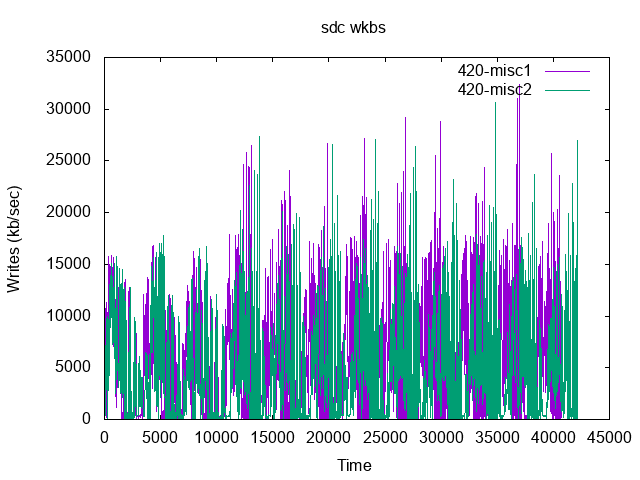 sdc wkbs
35000
30000
25000
20000
15000
10000
5000
0
Writes (kb/sec)
420-misc1
420-misc2
0 5000 10000 15000 20000 25000 30000 35000 40000 45000
Time